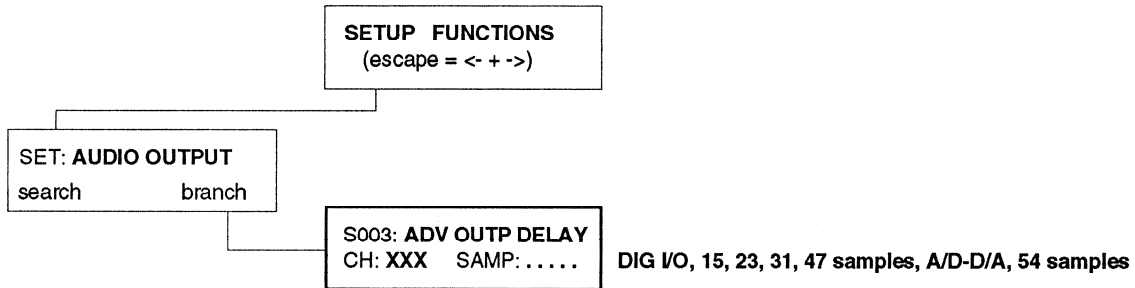 SETUP FUNCTIONS
(escape = <- + ->)
SET: AUDIO OUTPUT
search branch
S003: ADV OUTP DELAY
CH: XXX SAMP: . . . . .
DIG I/O, 15, 23, 31, 47 samples, A/D-D/A, 54 samples